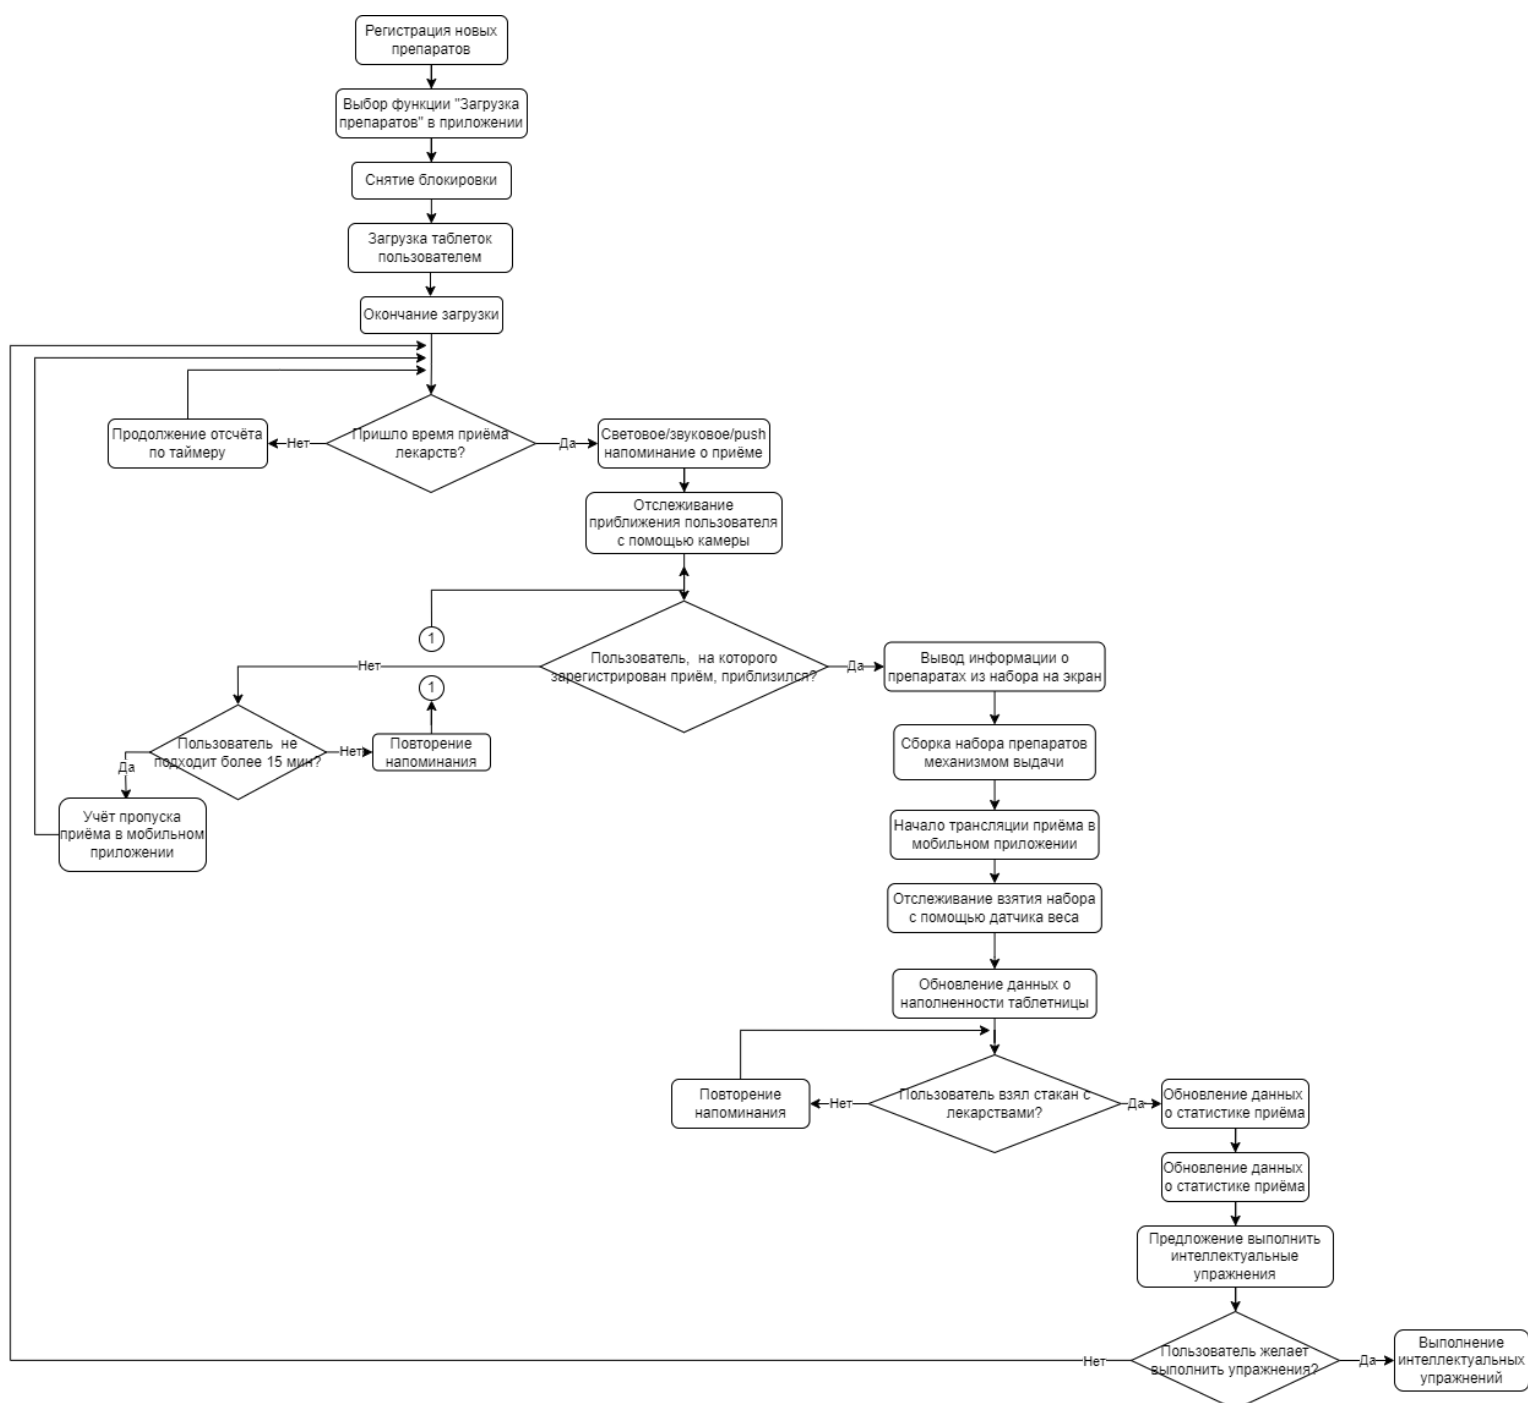 Регистрация новых
препаратов
Выбор функции "Загрузка
препаратов" в приложении
Снятие блокировки
Загрузка таблеток
пользователем
Окончание загрузки
Продолжение отсчёта
по таймеру
Нет
Пришло время приёма
лекарств?
Да
Световое/звуковое/push
напоминание о приёме
Отслеживание
приближения пользователя
с помощью камеры
1
Нет
Пользователь, на которого
зарегистрирован приём, приблизился?
Да
Вывод информации о
препаратах из набора на экран
1
Пользователь не
подходит более 15 мин?
Нет
Повторение
напоминания
Да
Учёт пропуска
приёма в мобильном
приложении
Сборка набора препаратов
механизмом выдачи
Начало трансляции приёма в
мобильном приложении
Отслеживание взятия набора
с помощью датчика веса
Обновление данных о
наполненности таблетницы
Повторение
напоминания
Нет
Пользователь взял стакан с
лекарствами?
Да
Обновление данных
о статистике приёма
Обновление данных
о статистике приёма
Предложение выполнить
интеллектуальные
упражнения
Нет
Пользователь желает
выполнить упражнения?
Да
Выполнение
интеллектуальных
упражнений